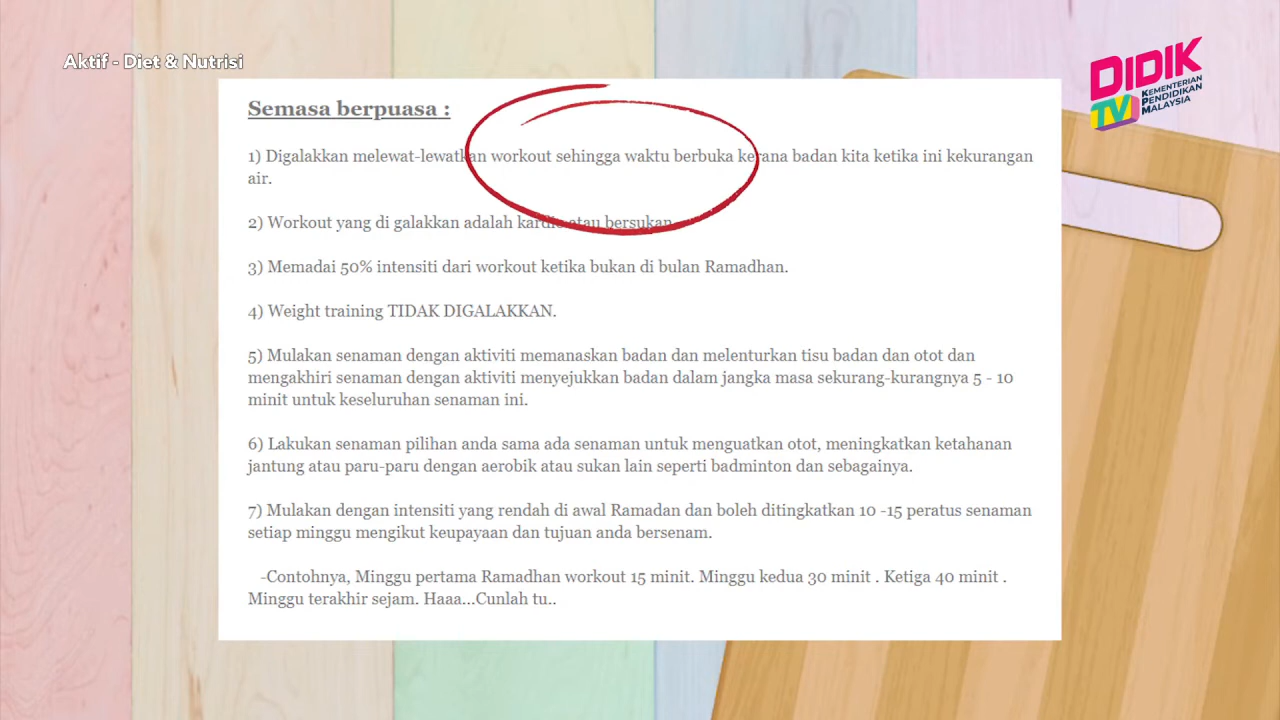 Aktif - Diet & Nutrisi
DIDIK
TV
KEMENTERIAN
PENDIDIKAN
MALAYSIA
Semasa berpuasa :
1) Digalakkan melewat-lewatkan workout sehingga waktu berbuka kerana badan kita ketika ini kekurangan
air.
2) Workout yang di galakkan adalah kardio atau bersukan
3) Memadai 50% intensiti dari workout ketika bukan di bulan Ramadhan.
4) Weight training TIDAK DIGALAKKAN.
5) Mulakan senaman dengan aktiviti memanaskan badan dan melenturkan tisu badan dan otot dan
mengakhiri senaman dengan aktiviti menyejukkan badan dalam jangka masa sekurang-kurangnya 5 - 10
minit untuk keseluruhan senaman ini.
6) Lakukan senaman pilihan anda sama ada senaman untuk menguatkan otot, meningkatkan ketahanan
jantung atau paru-paru dengan aerobik atau sukan lain seperti badminton dan sebagainya.
7) Mulakan dengan intensiti yang rendah di awal Ramadan dan boleh ditingkatkan 10 -15 peratus senaman
setiap minggu mengikut keupayaan dan tujuan anda bersenam.
-Contohnya, Minggu pertama Ramadhan workout 15 minit. Minggu kedua 30 minit . Ketiga 40 minit .
Minggu terakhir sejam. Haaa...Cunlah tu..